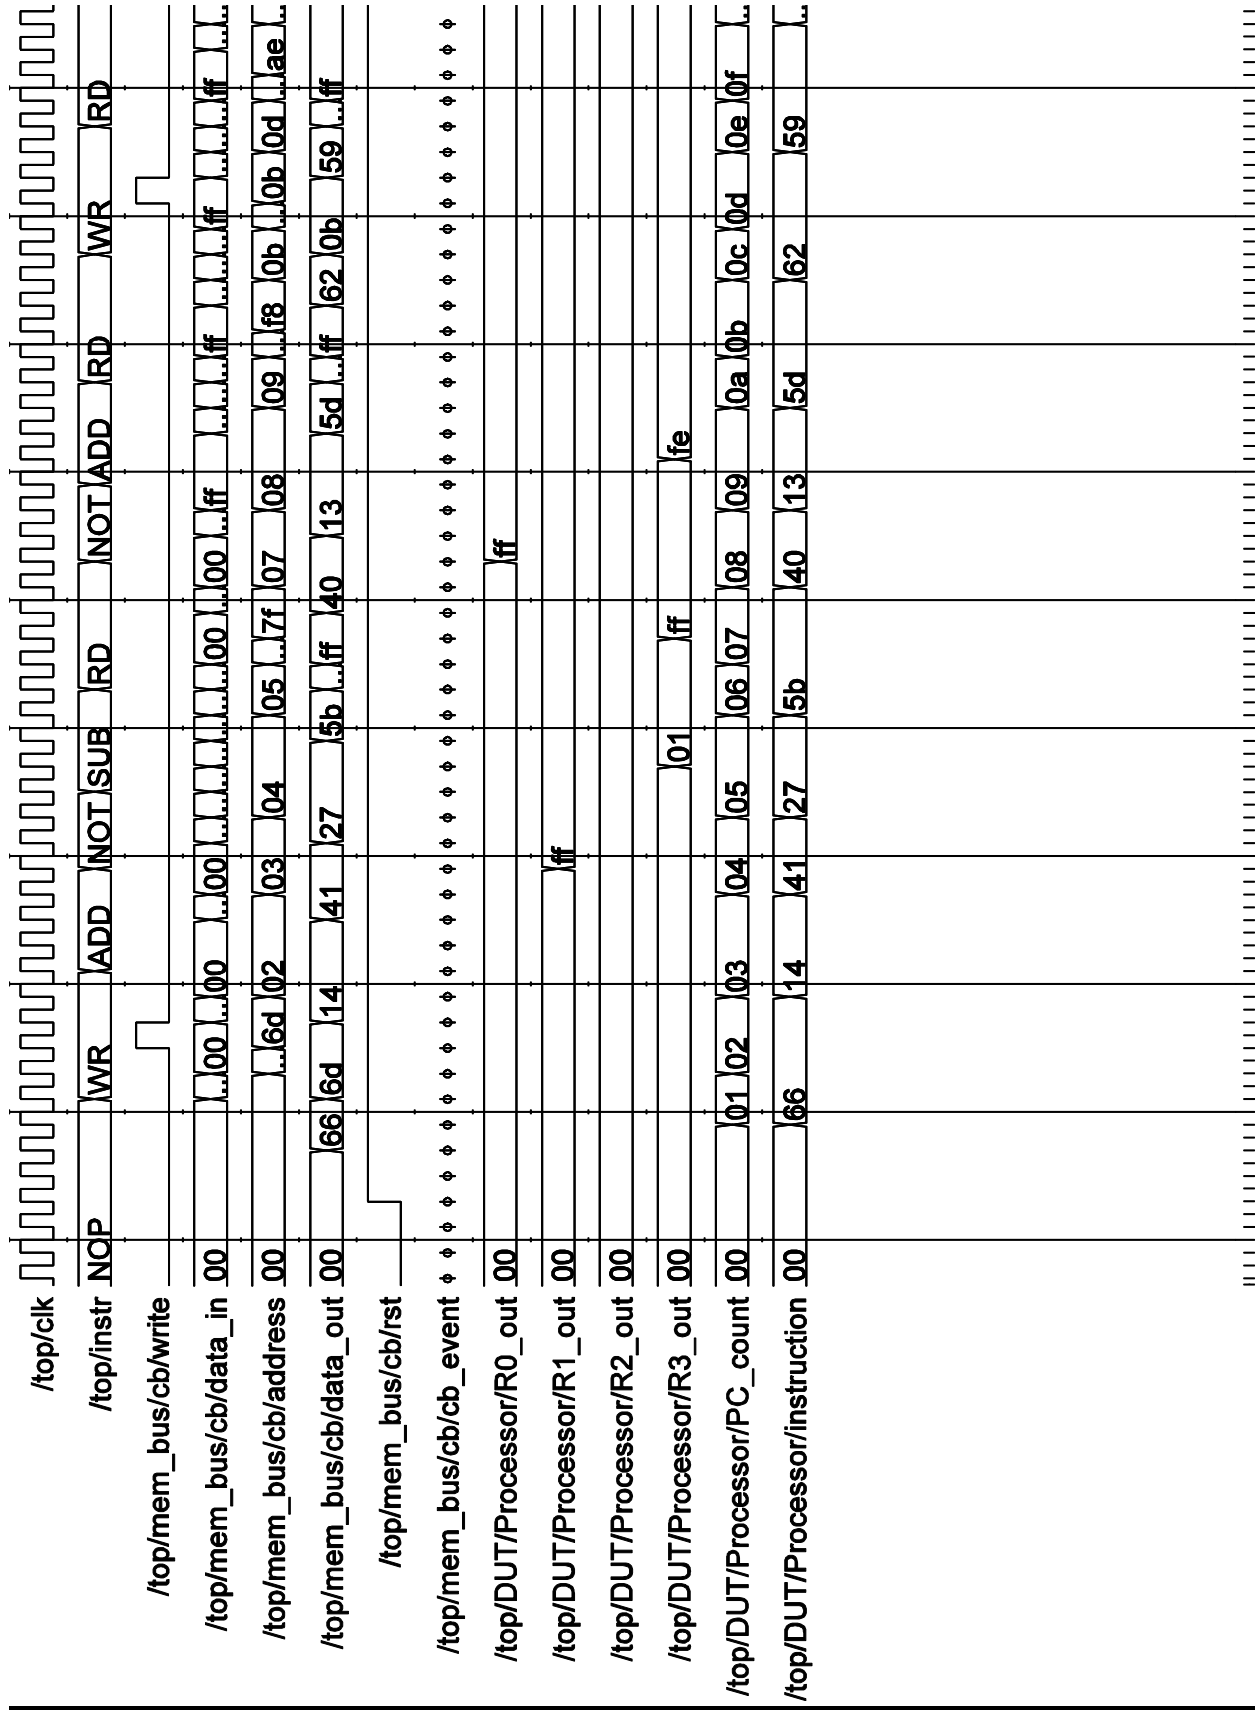 /top/clk
/top/instr NOP WR ADD NOT SUB RD NOT ADD RD WR RD
/top/mem_bus/cb/write
/top/mem_bus/cb/data_in 00 ... 00 ... 00 ... 00 ... ... ... ... ... ... ... ... 00 ... 00 ... ff ... ... ... ff ... ... ... ff ... ... ... ff ...
/top/mem_bus/cb/address 00 ... 6d 02 03 04 05 ... 7f 07 08 09 ... f8 0b ... 0b 0d ... ae
/top/mem_bus/cb/data_out 00 66 6d 14 41 27 5b ... ff 40 13 5d ... ff 62 0b 59 ... ff
/top/mem_bus/cb/rst
/top/mem_bus/cb/cb_event
/top/DUT/Processor/R0_out 00 ff
/top/DUT/Processor/R1_out 00 ff
/top/DUT/Processor/R2_out 00
/top/DUT/Processor/R3_out 00 01 ff fe
/top/DUT/Processor/PC_count 00 01 02 03 04 05 06 07 08 09 0a 0b 0c 0d 0e 0f ...
/top/DUT/Processor/instruction 00 66 14 41 27 5b 40 13 5d 62 59 ...